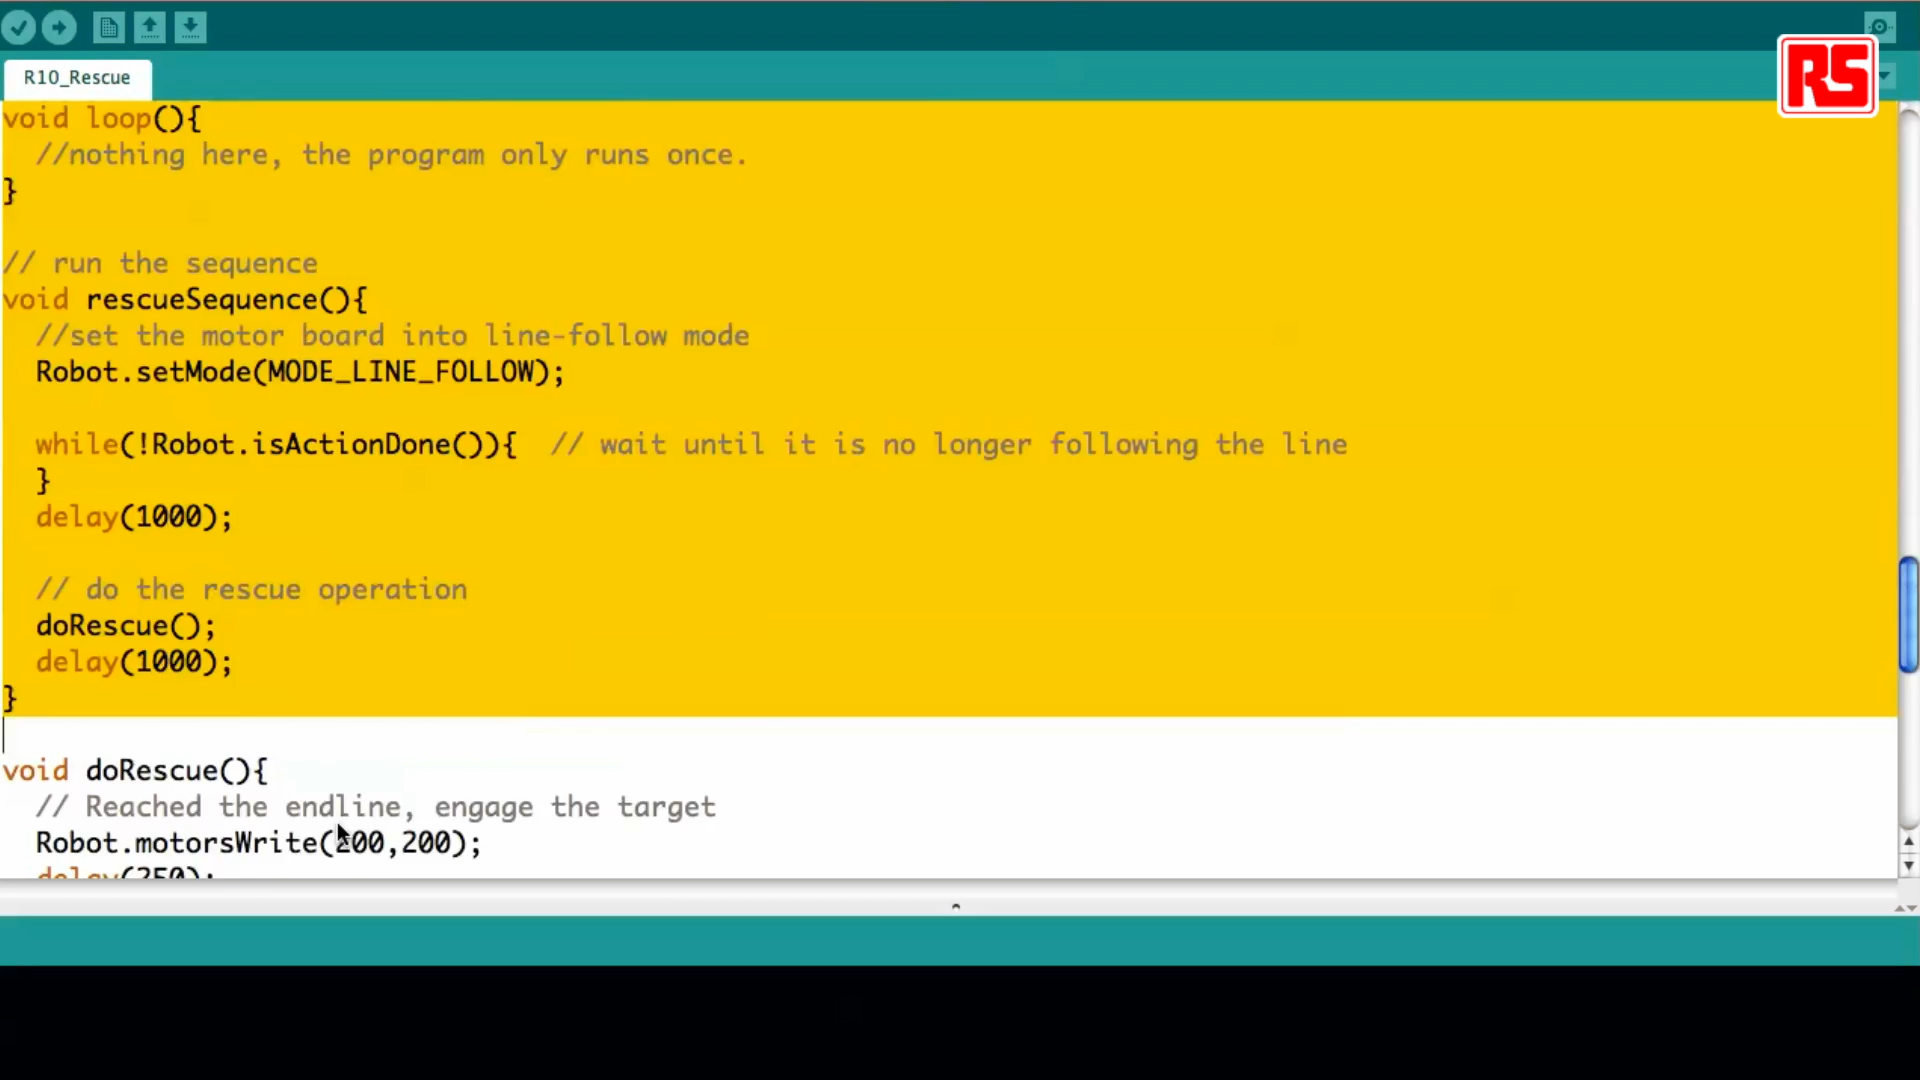 R10_Rescue
RS
void loop(){
//nothing here, the program only runs once.
}
// run the sequence
void rescueSequence(){
//set the motor board into line-follow mode
Robot.setMode(MODE_LINE_FOLLOW);
while(!Robot.isActionDone()){ // wait until it is no longer following the line
}
delay(1000);
// do the rescue operation
doRescue();
delay(1000);
}
void doRescue(){
// Reached the endline, engage the target
Robot.motorsWrite(200,200);
delay(250);